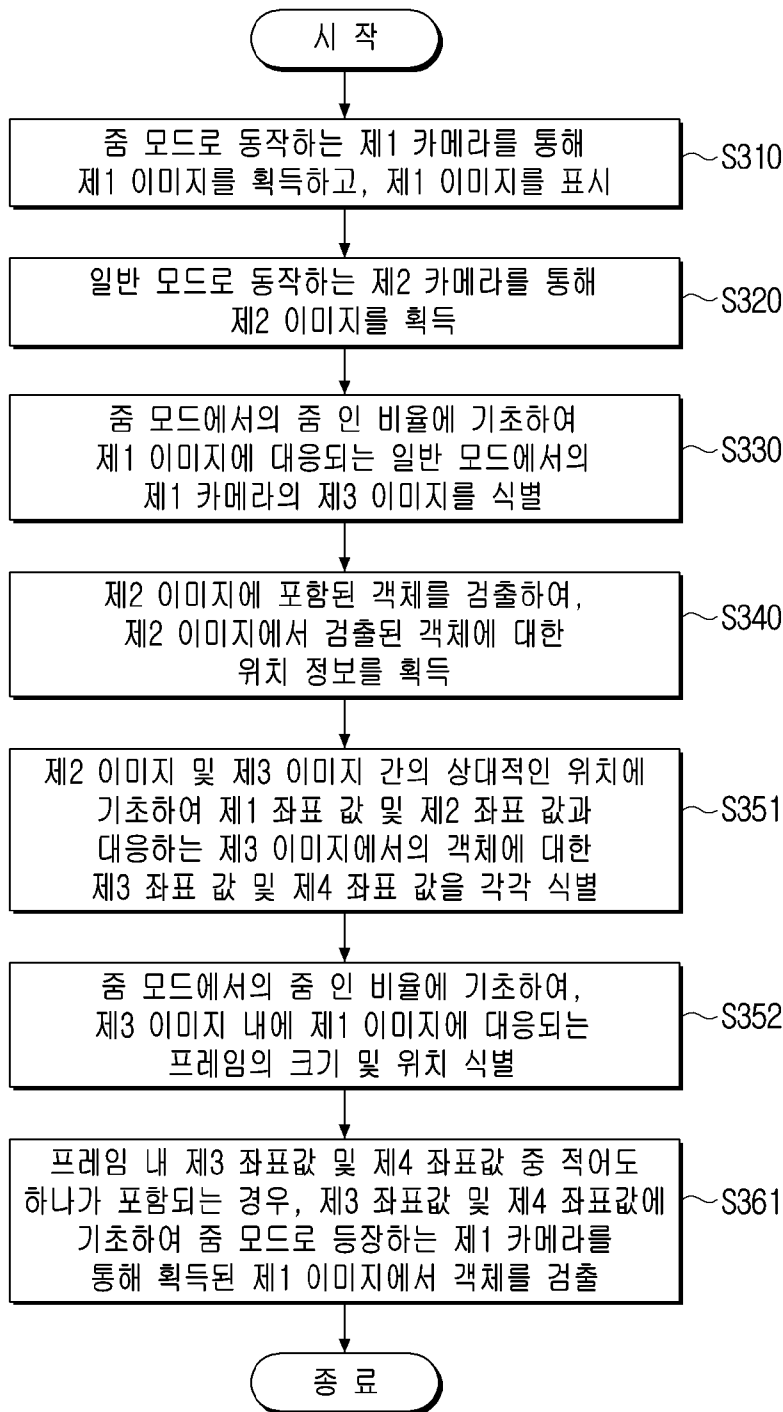 시 작
줌 모드로 동작하는 제1 카메라를 통해
제1 이미지를 획득하고, 제1 이미지를 표시
S310
일반 모드로 동작하는 제2 카메라를 통해
제2 이미지를 획득
S320
줌 모드에서의 줌 인 비율에 기초하여
제1 이미지에 대응되는 일반 모드에서의
제1 카메라의 제3 이미지를 식별
S330
제2 이미지에 포함된 객체를 검출하여,
제2 이미지에서 검출된 객체에 대한
위치 정보를 획득
S340
제2 이미지 및 제3 이미지 간의 상대적인 위치에
기초하여 제1 좌표 값 및 제2 좌표 값과
대응하는 제3 이미지에서의 객체에 대한
제3 좌표 값 및 제4 좌표 값을 각각 식별
S351
줌 모드에서의 줌 인 비율에 기초하여,
제3 이미지 내에 제1 이미지에 대응되는
프레임의 크기 및 위치 식별
S352
프레임 내 제3 좌표값 및 제4 좌표값 중 적어도
하나가 포함되는 경우, 제3 좌표값 및 제4 좌표값에
기초하여 줌 모드로 등장하는 제1 카메라를
통해 획득된 제1 이미지에서 객체를 검출
S361
종 료